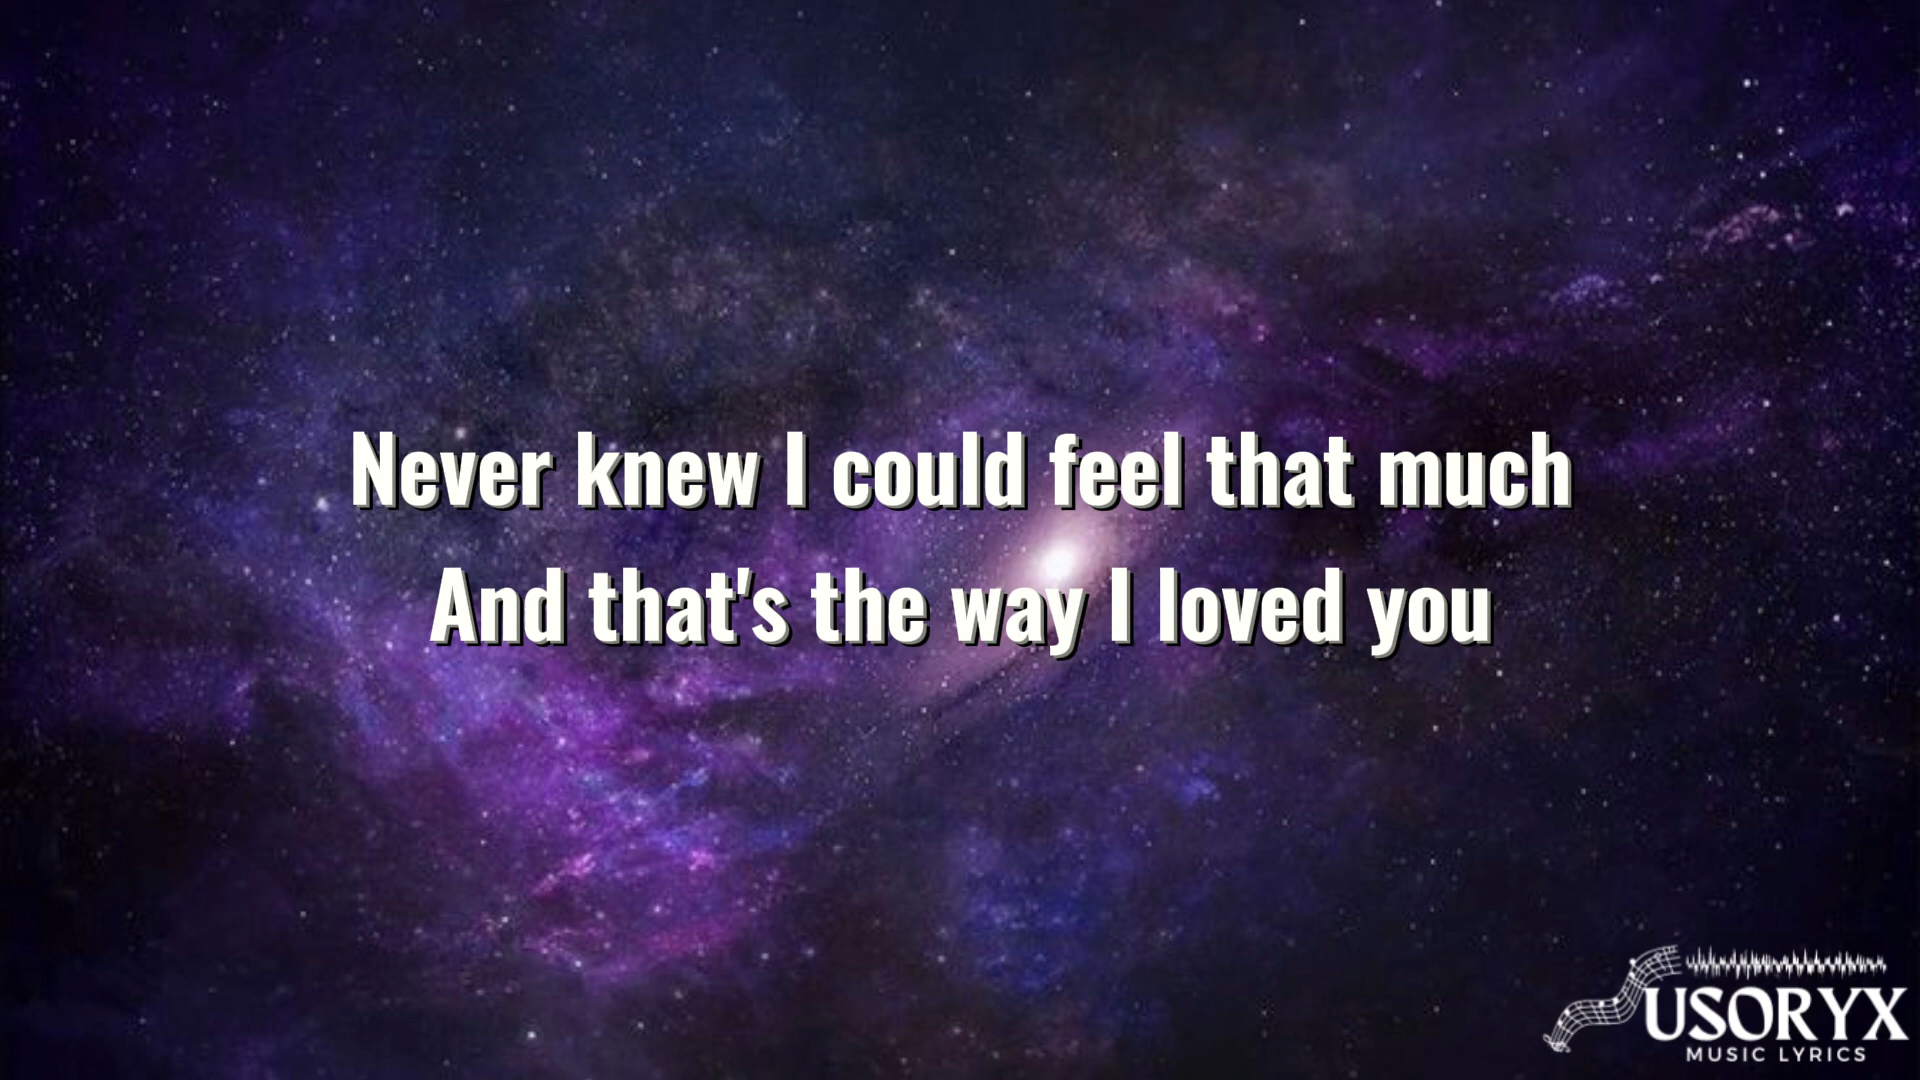 Never knew I could feel that much
And that's the way I loved you
USORYX
MUSIC LYRICS